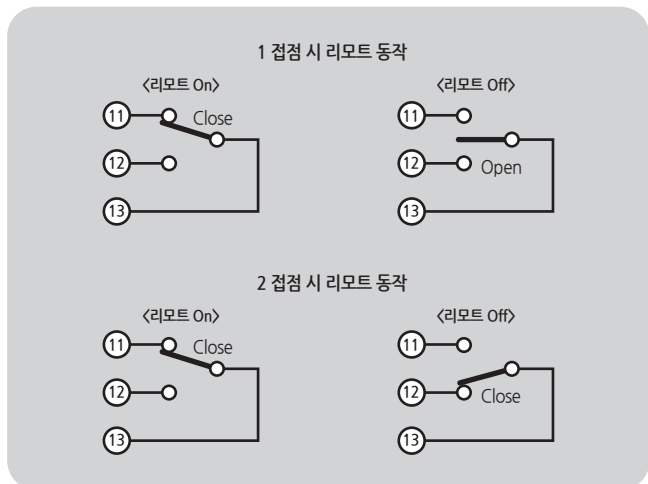 1 접점 시 리모트 동작
〈리모트 On〉 〈리모트 Off〉
11 Close 11
12 12 Open
13 13
2 접점 시 리모트 동작
〈리모트 On〉 〈리모트 Off〉
11 Close 11
12 12 Close
13 13